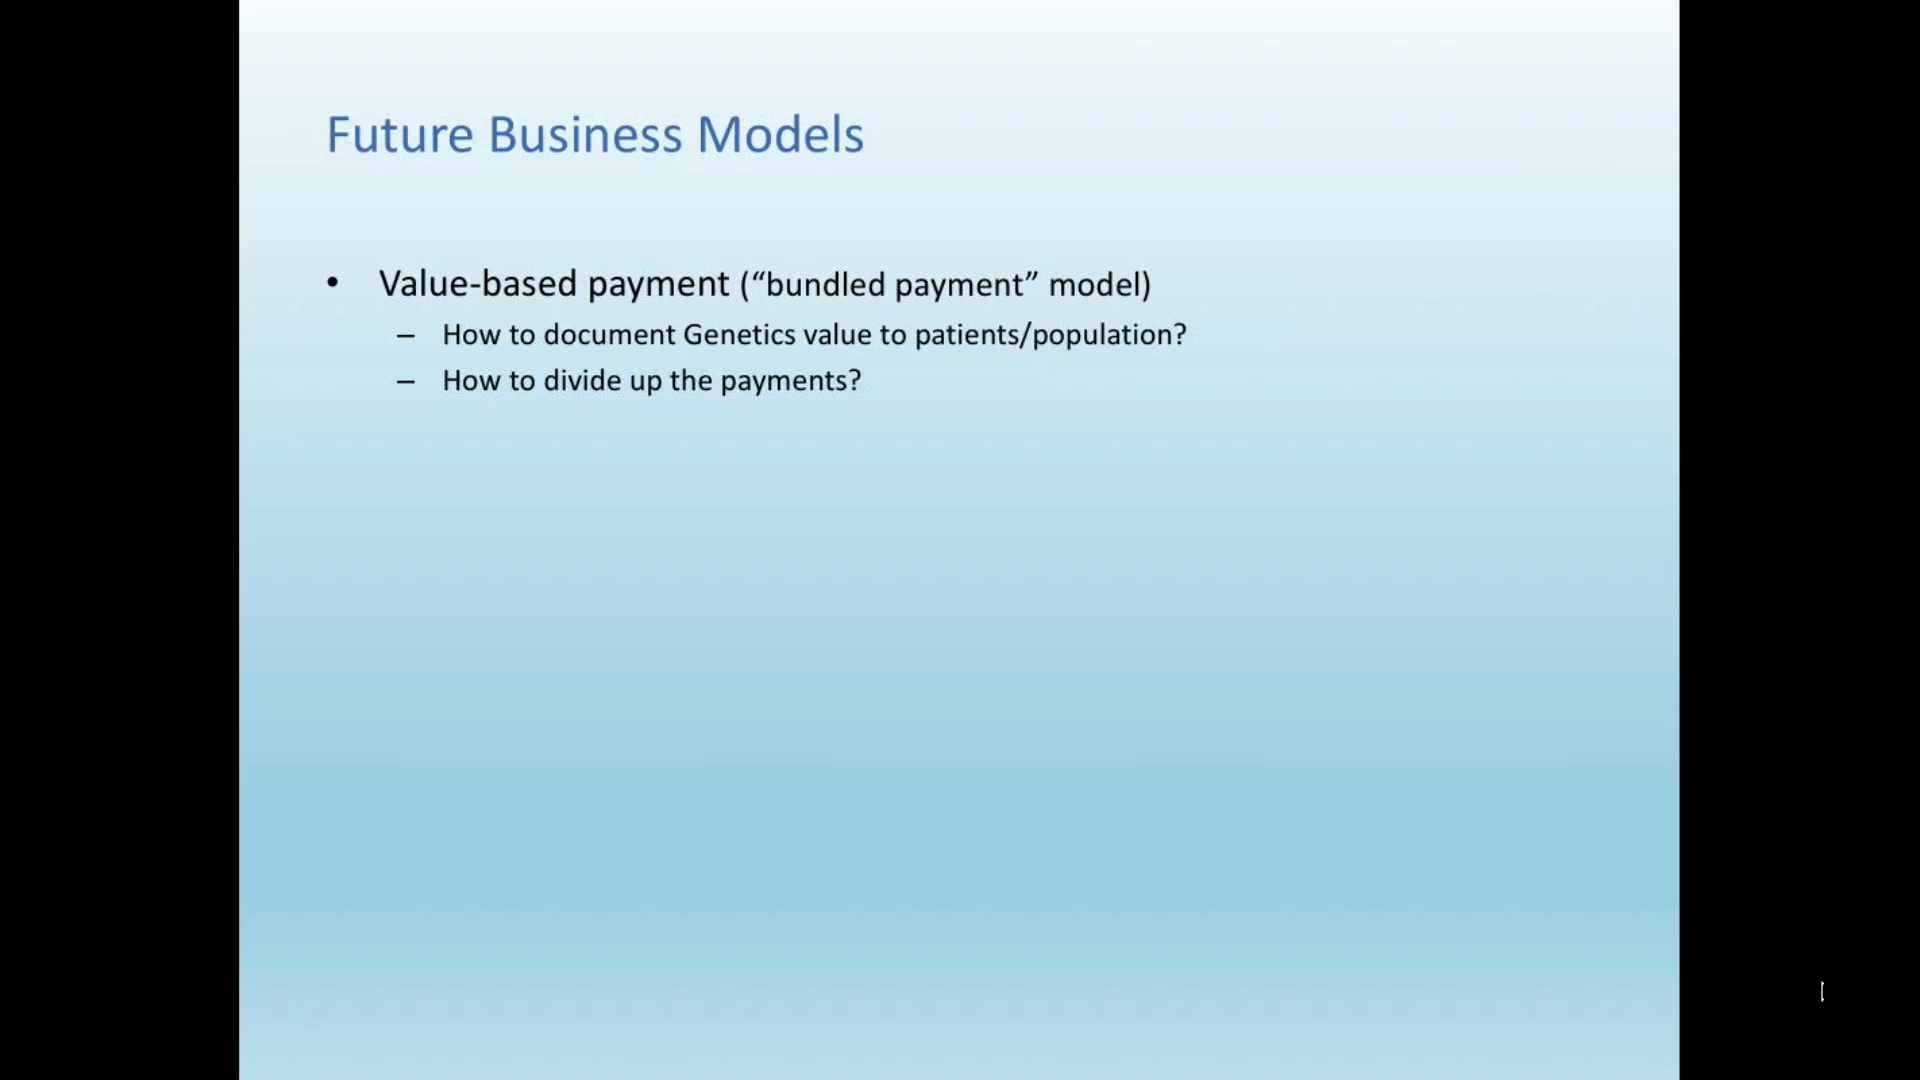 Future Business Models
• Value-based payment (“bundled payment” model)
– How to document Genetics value to patients/population?
– How to divide up the payments?